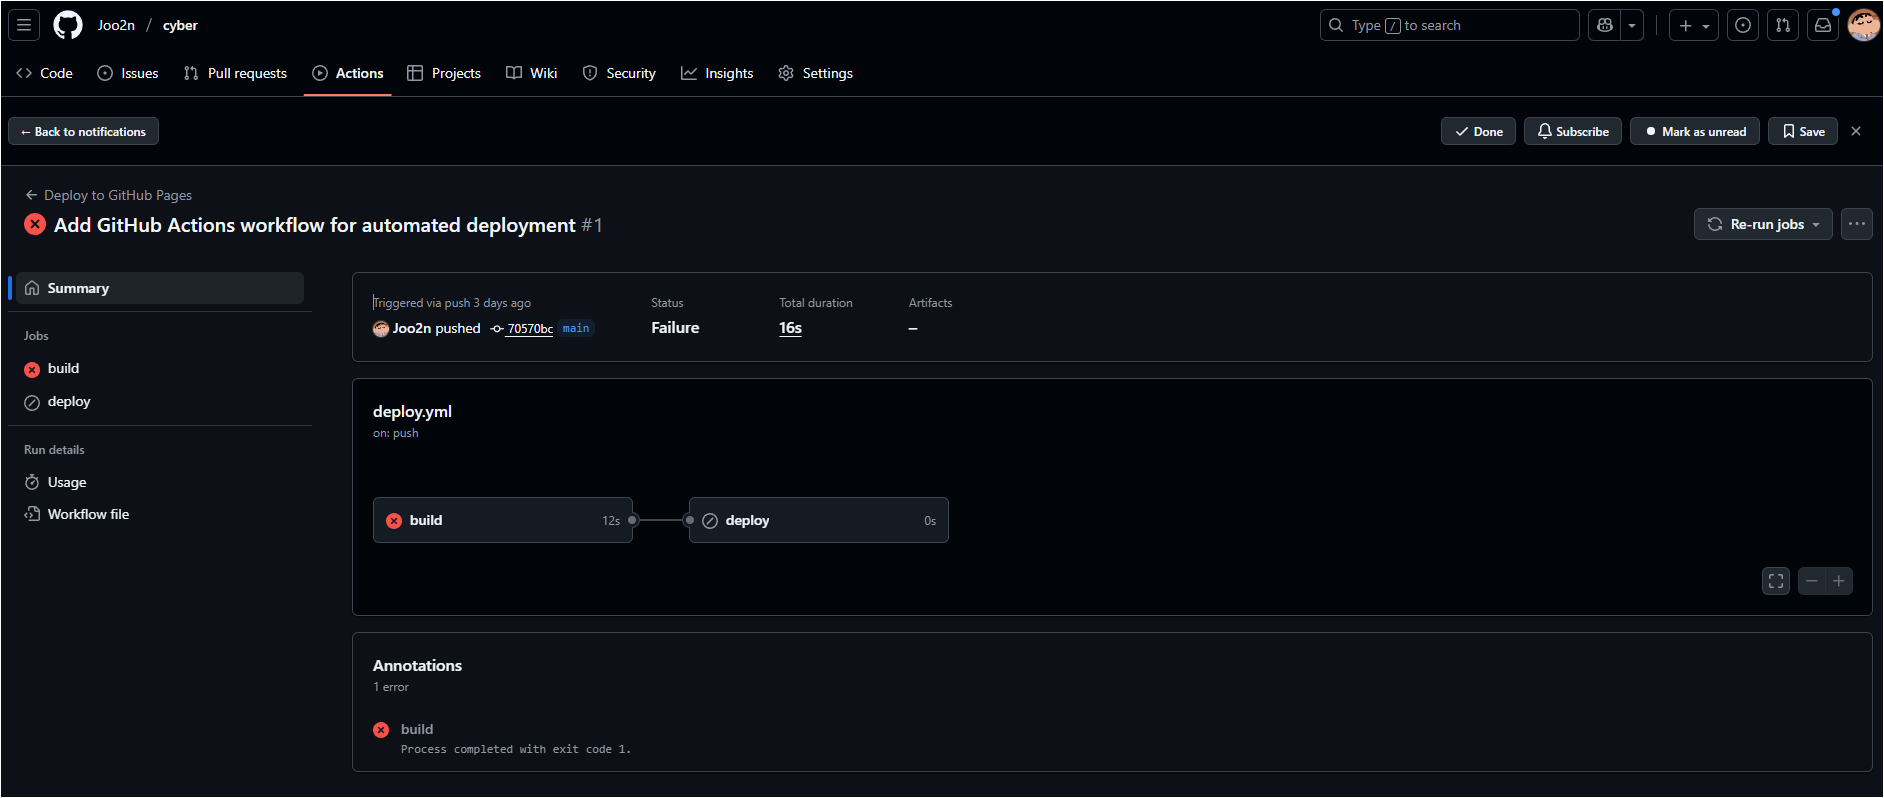 Joo2n / cyber
Type / to search
Code
Issues
Pull requests
Actions
Projects
Wiki
Security
Insights
Settings
← Back to notifications
Done
Subscribe
Mark as unread
Save
← Deploy to GitHub Pages
Add GitHub Actions workflow for automated deployment #1
Re-run jobs
Summary
Jobs
build
deploy
Run details
Usage
Workflow file
Triggered via push 3 days ago
Joo2n pushed 70570bc main
Status
Failure
Total duration
16s
Artifacts
–
deploy.yml
on: push
build 12s
deploy 0s
Annotations
1 error
build
Process completed with exit code 1.